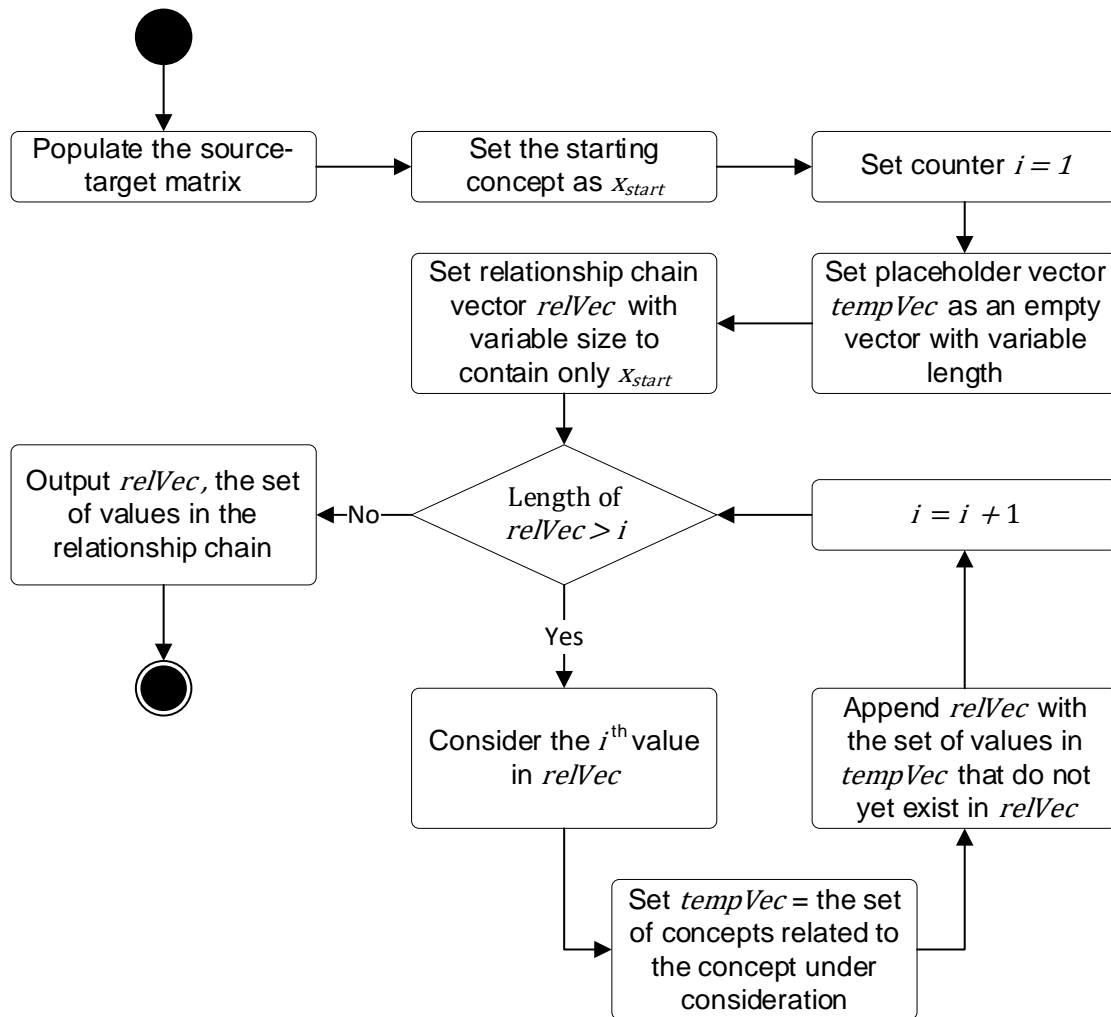 Populate the source-
target matrix
Set the starting
concept as x_start
Set counter i = 1
Set placeholder vector
tempVec as an empty
vector with variable
length
Set relationship chain
vector relVec with
variable size to
contain only x_start
Length of
relVec > i
No
Output relVec, the set
of values in the
relationship chain
Yes
Consider the i th value
in relVec
Set tempVec = the set
of concepts related to
the concept under
consideration
Append relVec with
the set of values in
tempVec that do not
yet exist in relVec
i = i + 1